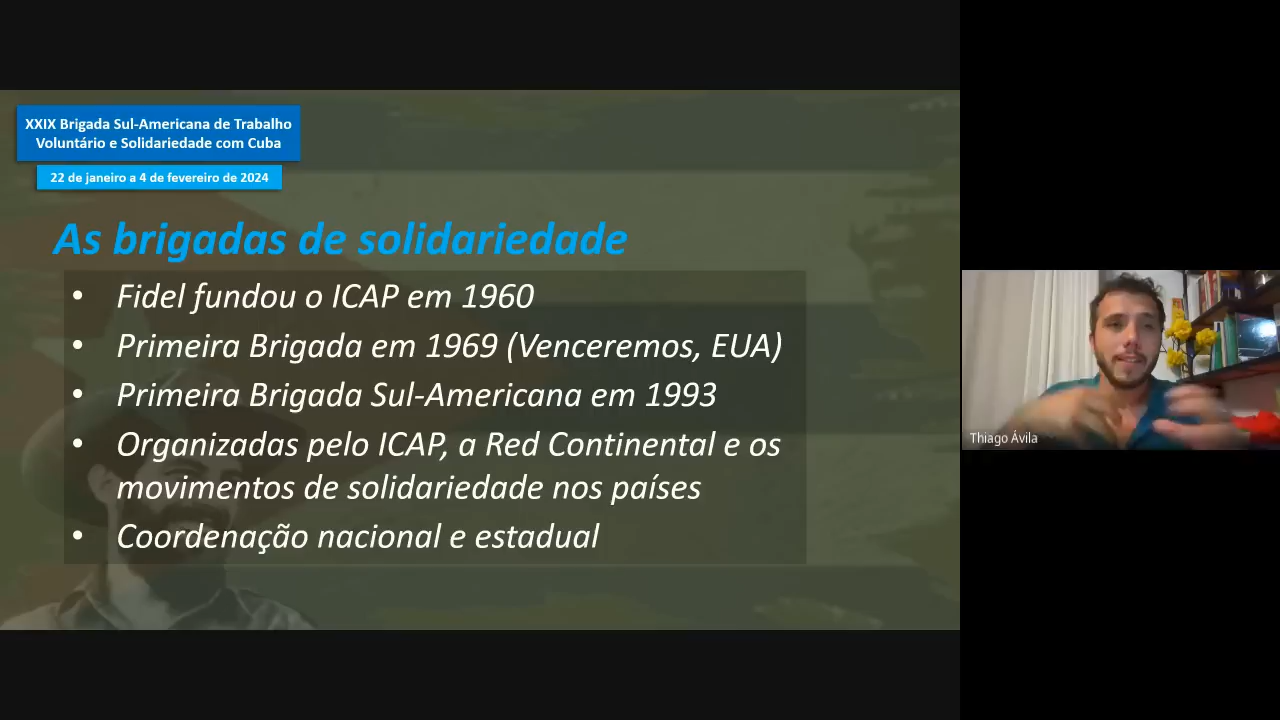 XXIX Brigada Sul-Americana de Trabalho
Voluntário e Solidariedade com Cuba
22 de janeiro a 4 de fevereiro de 2024
As brigadas de solidariedade
• Fidel fundou o ICAP em 1960
• Primeira Brigada em 1969 (Venceremos, EUA)
• Primeira Brigada Sul-Americana em 1993
• Organizadas pelo ICAP, a Red Continental e os
movimentos de solidariedade nos países
• Coordenação nacional e estadual
Thiago Ávila